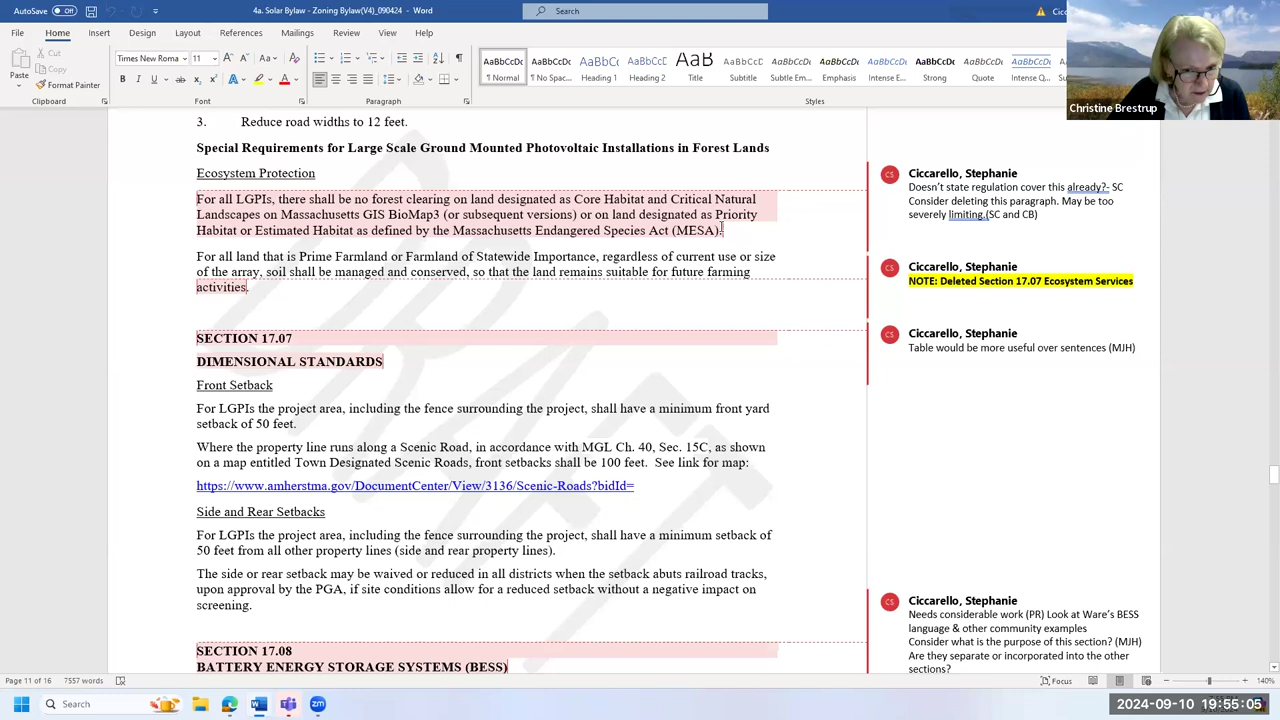 AutoSave Off 4a. Solar Bylaw - Zoning Bylaw(V4)_090424 - Word Search
File Home Insert Design Layout References Mailings Review View Help
Paste Cut Copy Format Painter Clipboard
Times New Roma 11 Font
Paragraph
AaBbCcDc ¶ Normal
AaBbCcDc ¶ No Spac...
AaBbC Heading 1
AaBbCcI Heading 2
AaB Title
AaBbCcD Subtitle
AaBbCcDc Subtle Em...
AaBbCcDc Emphasis
AaBbCcDc Intense E...
AaBbCcDc Strong
AaBbCcDc Quote
AaBbCcDc Intense Q...
Styles
Christine Brestrup
3. Reduce road widths to 12 feet.
Special Requirements for Large Scale Ground Mounted Photovoltaic Installations in Forest Lands
Ecosystem Protection
For all LGPIs, there shall be no forest clearing on land designated as Core Habitat and Critical Natural
Landscapes on Massachusetts GIS BioMap3 (or subsequent versions) or on land designated as Priority
Habitat or Estimated Habitat as defined by the Massachusetts Endangered Species Act (MESA).
For all land that is Prime Farmland or Farmland of Statewide Importance, regardless of current use or size
of the array, soil shall be managed and conserved, so that the land remains suitable for future farming
activities.
SECTION 17.07
DIMENSIONAL STANDARDS
Front Setback
For LGPIs the project area, including the fence surrounding the project, shall have a minimum front yard
setback of 50 feet.
Where the property line runs along a Scenic Road, in accordance with MGL Ch. 40, Sec. 15C, as shown
on a map entitled Town Designated Scenic Roads, front setbacks shall be 100 feet. See link for map:
https://www.amherstma.gov/DocumentCenter/View/3136/Scenic-Roads?bidId=
Side and Rear Setbacks
For LGPIs the project area, including the fence surrounding the project, shall have a minimum setback of
50 feet from all other property lines (side and rear property lines).
The side or rear setback may be waived or reduced in all districts when the setback abuts railroad tracks,
upon approval by the PGA, if site conditions allow for a reduced setback without a negative impact on
screening.
SECTION 17.08
BATTERY ENERGY STORAGE SYSTEMS (BESS)
DRAFT
CS Ciccarello, Stephanie
Doesn't state regulation cover this already?- SC
Consider deleting this paragraph. May be too
severely limiting.(SC and CB)
CS Ciccarello, Stephanie
NOTE: Deleted Section 17.07 Ecosystem Services
CS Ciccarello, Stephanie
Table would be more useful over sentences (MJH)
CS Ciccarello, Stephanie
Needs considerable work (PR) Look at Ware's BESS
language & other community examples
Consider what is the purpose of this section? (MJH)
Are they separate or incorporated into the other
sections?
Page 11 of 16 7557 words Focus 140%
Search
2024-09-10 19:55:05